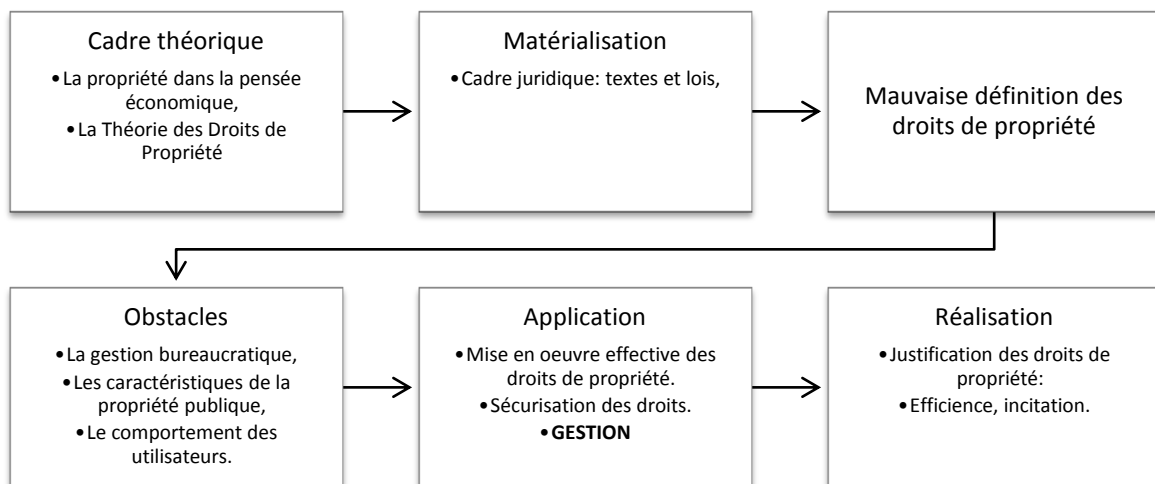 Cadre théorique
•La propriété dans la pensée
économique,
•La Théorie des Droits de
Propriété
Matérialisation
•Cadre juridique: textes et lois,
Mauvaise définition des
droits de propriété
Obstacles
•La gestion bureaucratique,
•Les caractéristiques de la
propriété publique,
•Le comportement des
utilisateurs.
Application
•Mise en oeuvre effective des
droits de propriété.
•Sécurisation des droits.
•GESTION
Réalisation
•Justification des droits de
propriété:
•Efficience, incitation.